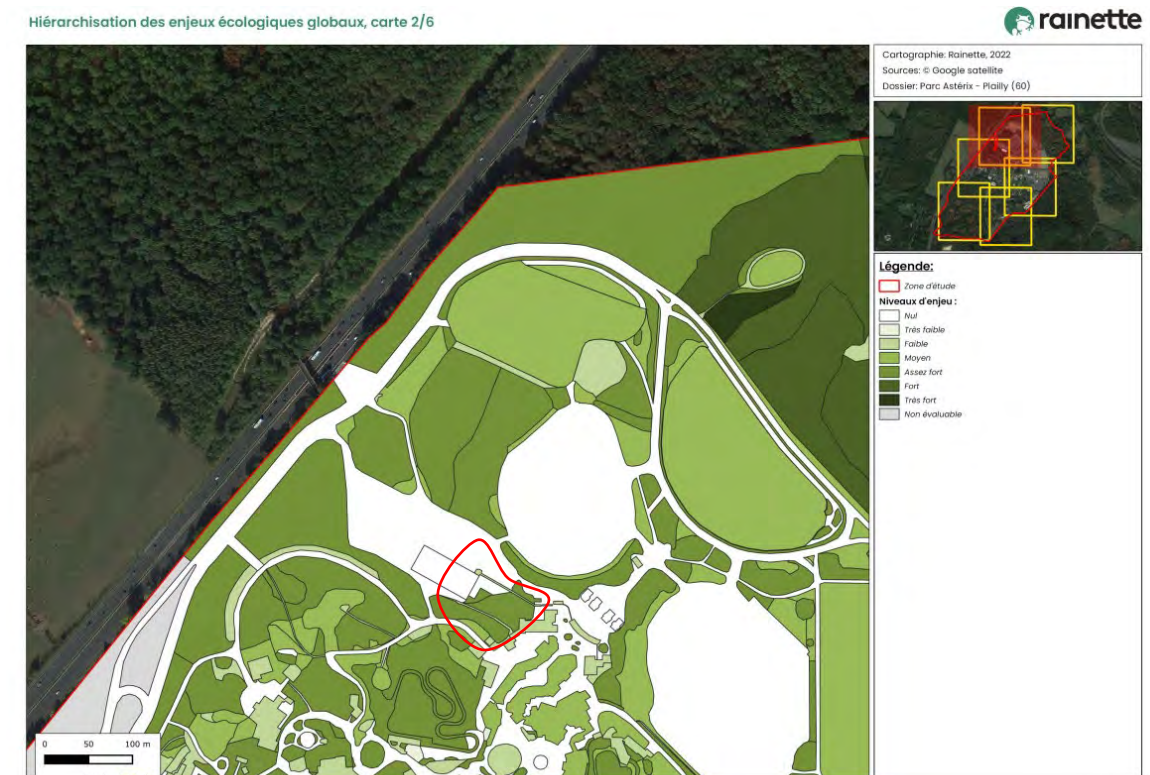 Hiérarchisation des enjeux écologiques globaux, carte 2/6
rainette
Cartographie: Rainette, 2022
Sources: © Google satellite
Dossier: Parc Astérix - Plailly (60)
Légende:
Zone d'étude
Niveaux d'enjeu :
Nul
Très faible
Faible
Moyen
Assez fort
Fort
Très fort
Non évaluable
0 50 100 m